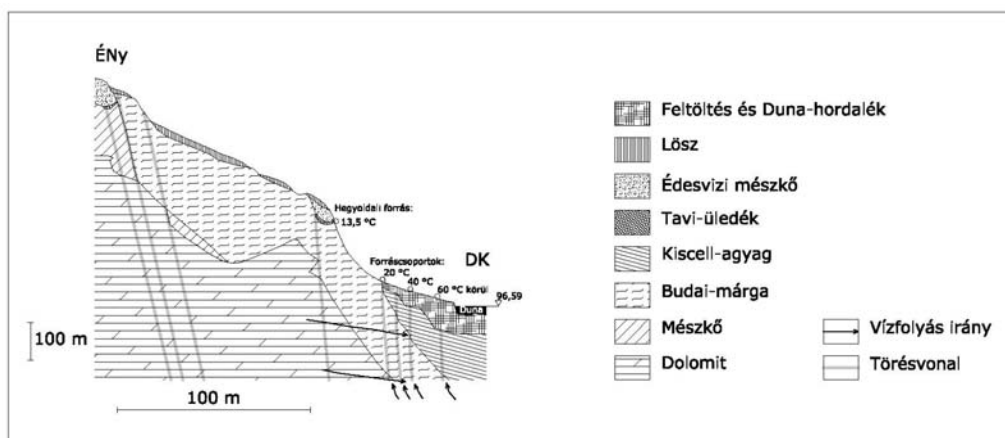 ÉNy
Hegyoldali forrás:
13,5 °C
Forráscsoportok:
20 °C
40 °C
60 °C körül
DK
96,59
Duna
100 m
100 m
Feltöltés és Duna-hordalék
Lösz
Édesvizi mészkő
Tavi-üledék
Kiscell-agyag
Budai-márga
Mészkő
Dolomit
Vízfolyás irány
Törésvonal